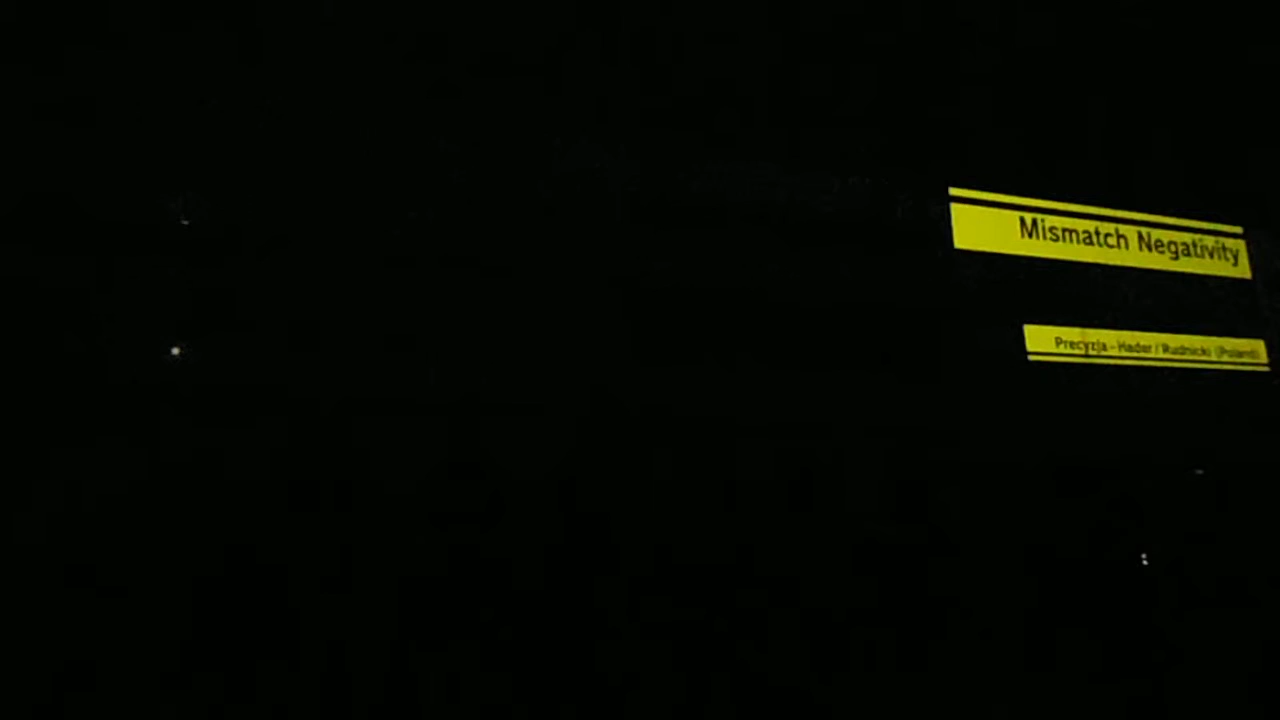 Mismatch Negativity
Precyzja - Hader / Rudnicki (Poland)